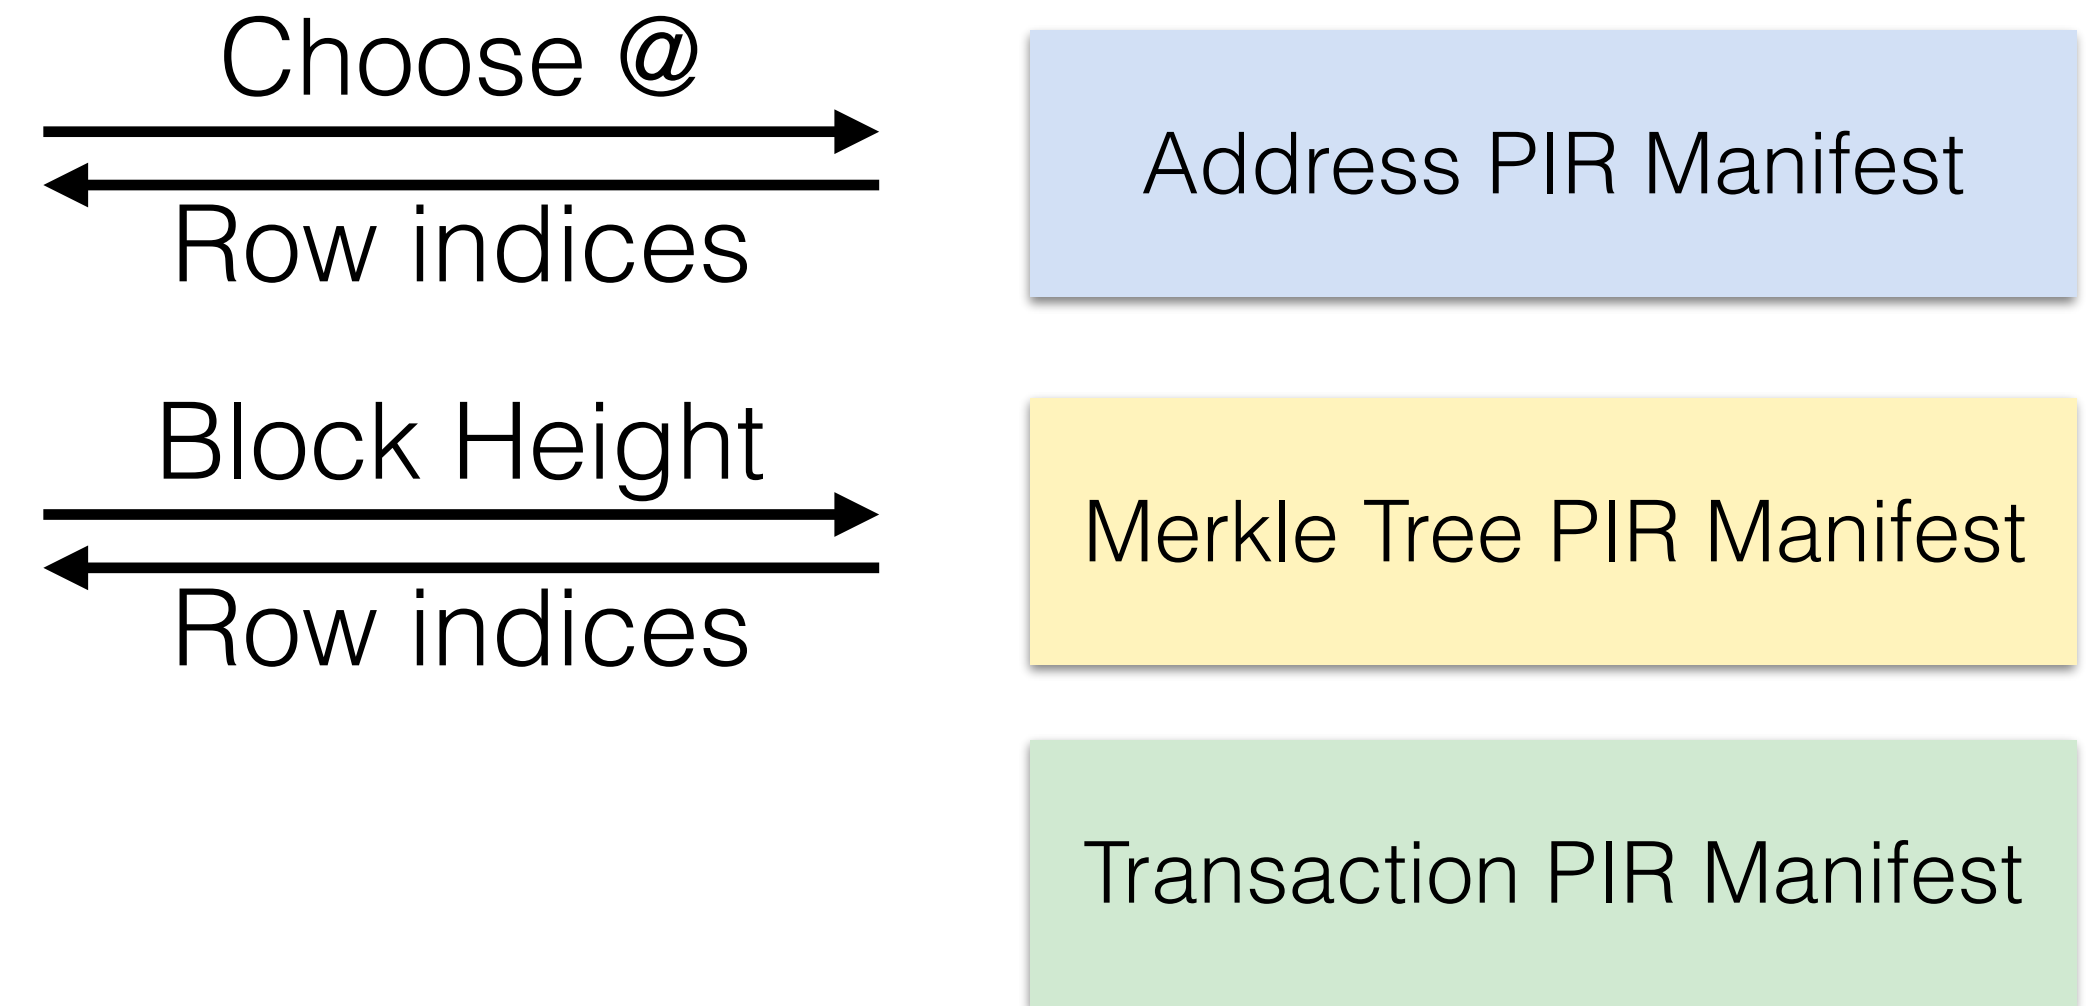 Choose @
Address PIR Manifest
Row indices
Block Height
Merkle Tree PIR Manifest
Row indices
Transaction PIR Manifest